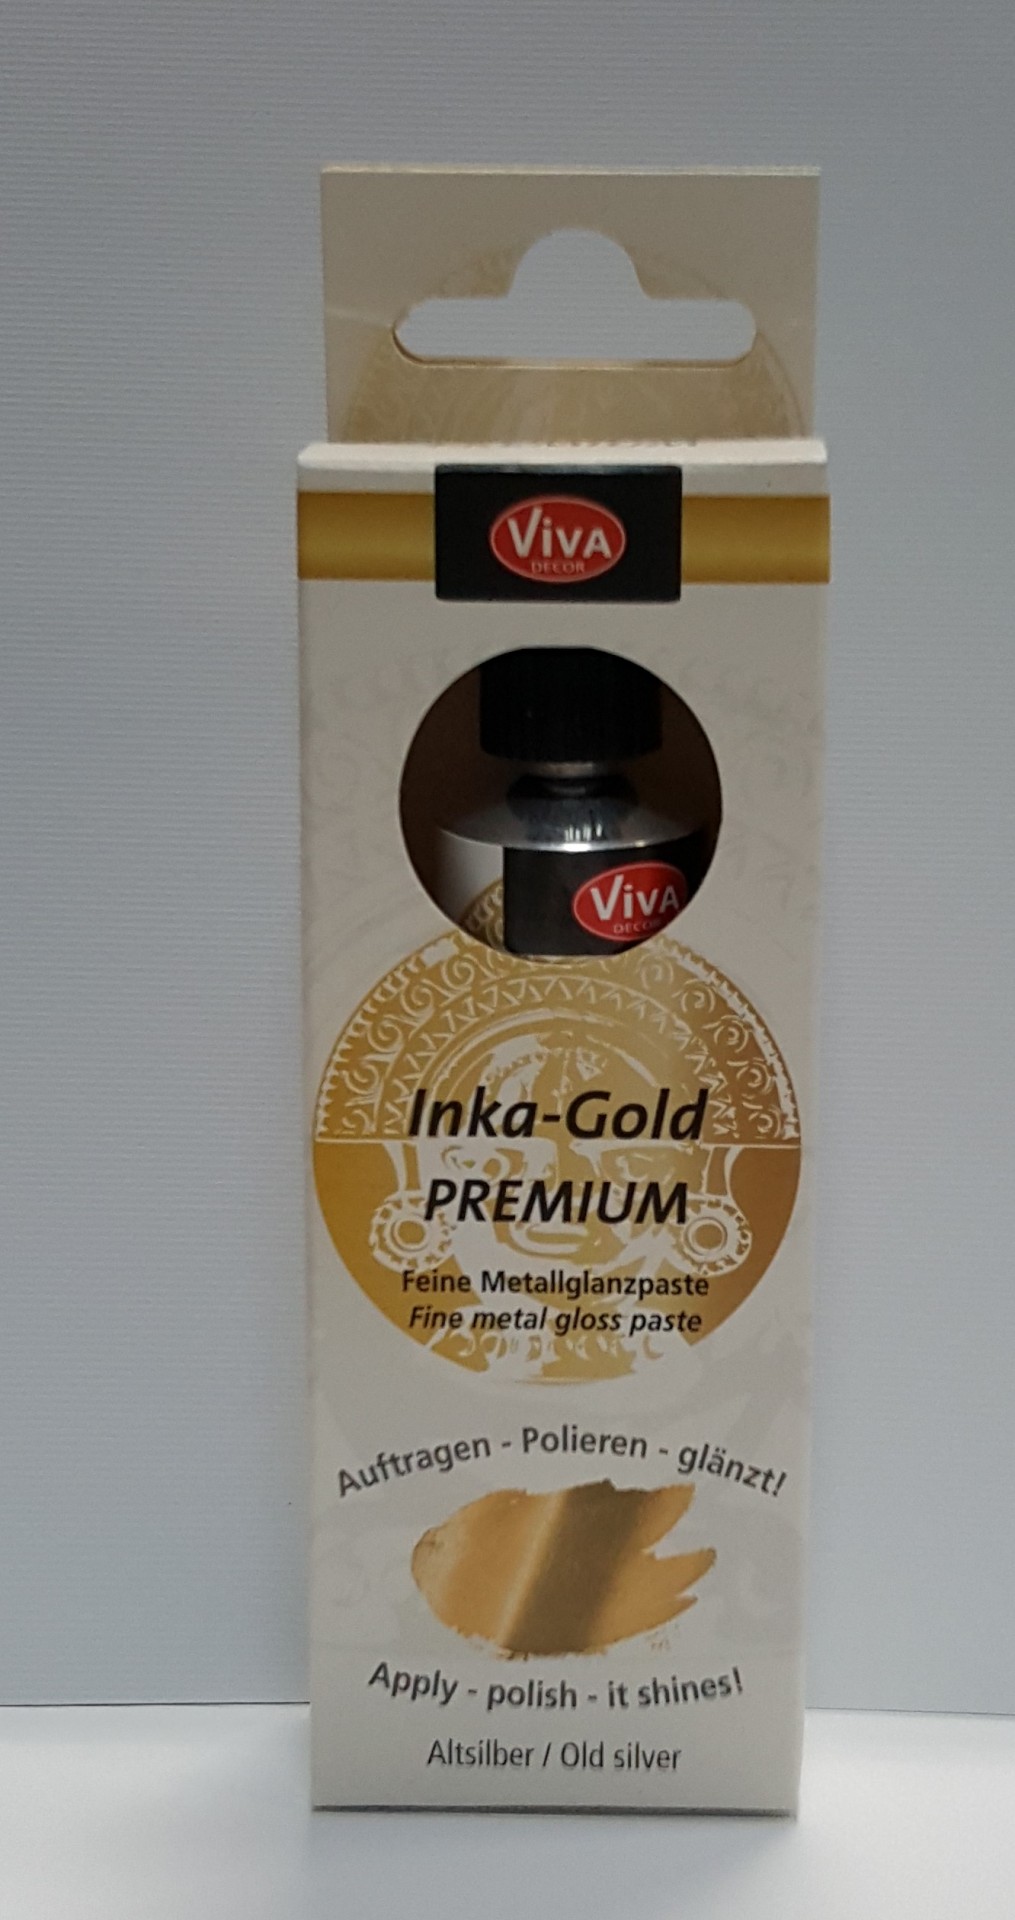 ViVA
DECOR
ViVA
DECOR
Inka-Gold
PREMIUM
Feine Metallglanzpaste
Fine metal gloss paste
Auftragen - Polieren - glänzt!
Apply - polish - it shines!
Altsilber / Old silver